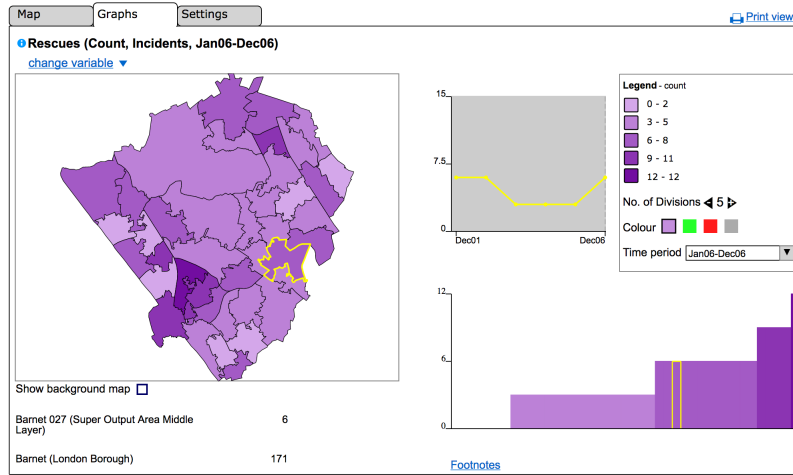 Map
Graphs
Settings
Print view
Rescues (Count, Incidents, Jan06-Dec06)
change variable ▼
15
7.5
0
Dec01
Dec06
Legend - count
0 - 2
3 - 5
6 - 8
9 - 11
12 - 12
No. of Divisions 5
Colour
Time period Jan06-Dec06 ▼
12
6
0
Show background map
Barnet 027 (Super Output Area Middle
Layer)
6
Barnet (London Borough)
171
Footnotes